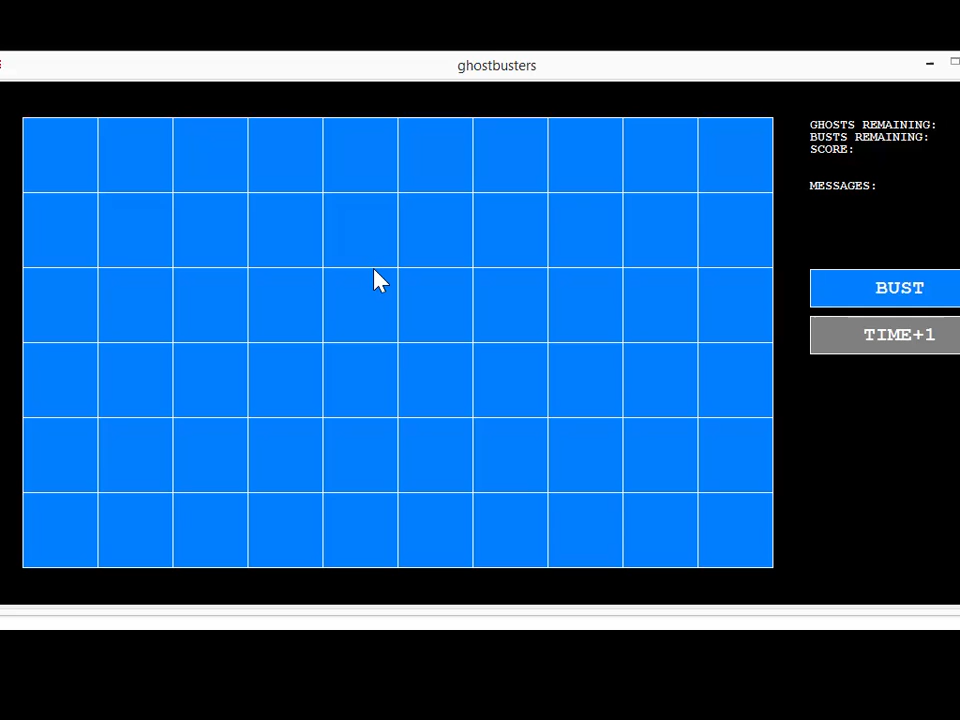 ghostbusters
GHOSTS REMAINING:
BUSTS REMAINING:
SCORE:
MESSAGES:
BUST
TIME+1